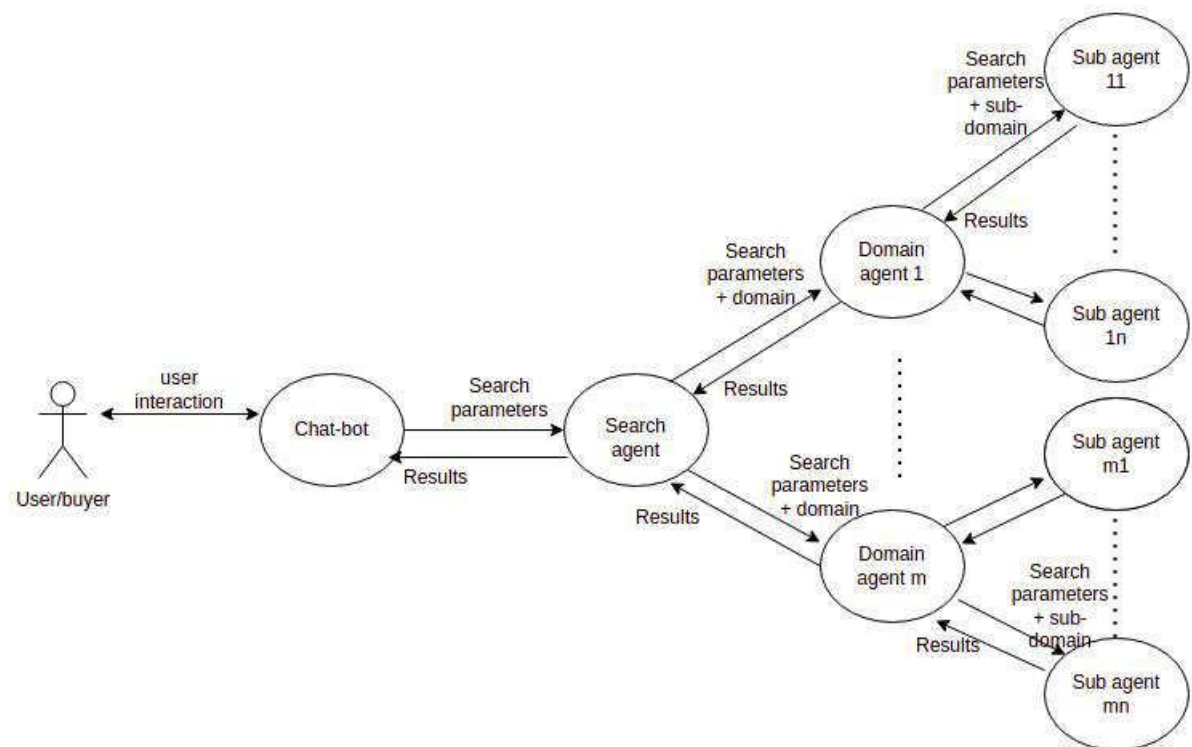 Search
parameters
+ sub-
domain
Sub agent
11
Results
Search
parameters
+ domain
Domain
agent 1
Sub agent
1n
Results
user
interaction
Search
parameters
Chat-bot
Search
agent
Results
User/buyer
Sub agent
m1
Search
parameters
+ domain
Results
Domain
agent m
Search
parameters
+ sub-
domain
Results
Sub agent
mn